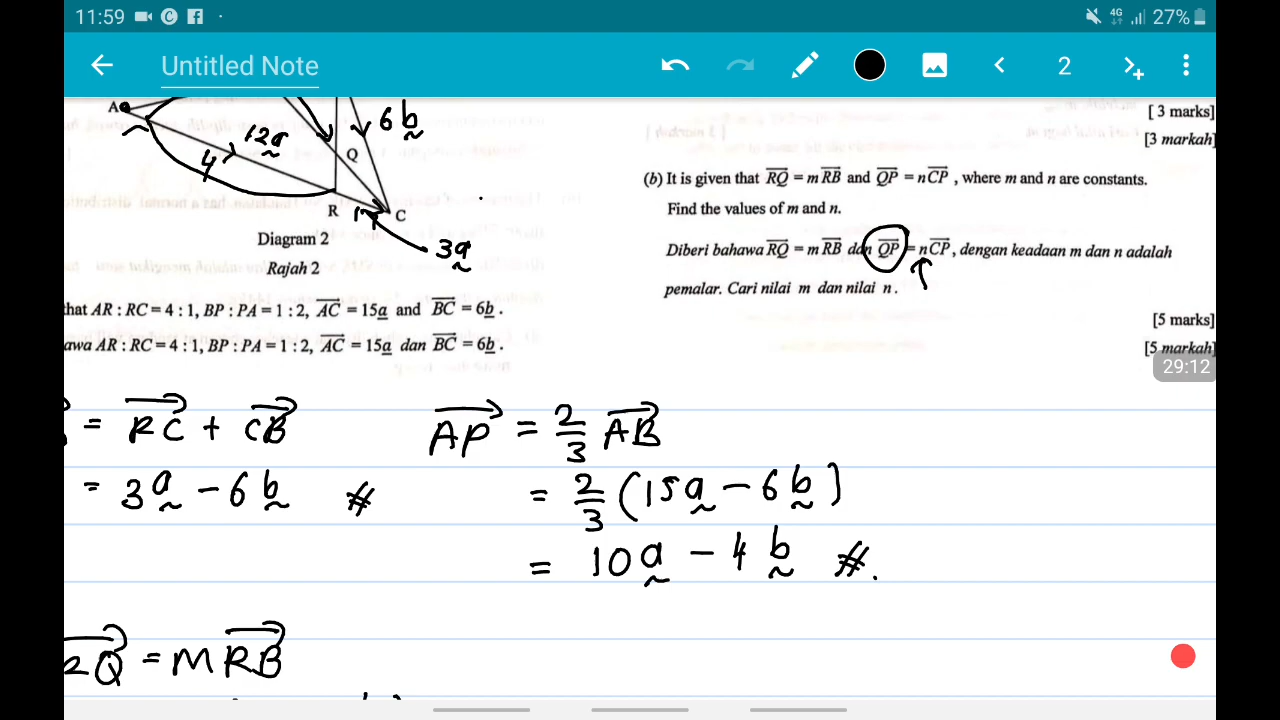 11:59 4G 27%
Untitled Note 2
A
12a
6b
4
Q
R 1 C
3a
Diagram 2
Rajah 2
that AR : RC = 4 : 1, BP : PA = 1 : 2, AC = 15a and BC = 6b .
awa AR : RC = 4 : 1, BP : PA = 1 : 2, AC = 15a dan BC = 6b .
[ 3 marks]
[3 markah]
(b) It is given that RQ = mRB and QP = nCP , where m and n are constants.
Find the values of m and n.
Diberi bahawa RQ = mRB dan QP = nCP, dengan keadaan m dan n adalah
pemalar. Cari nilai m dan nilai n .
[5 marks]
[5 markah]
29:12
= RC + CB
= 3a - 6b #
AP = 2/3 AB
= 2/3 (15a - 6b)
= 10a - 4b #.
RQ = mRB